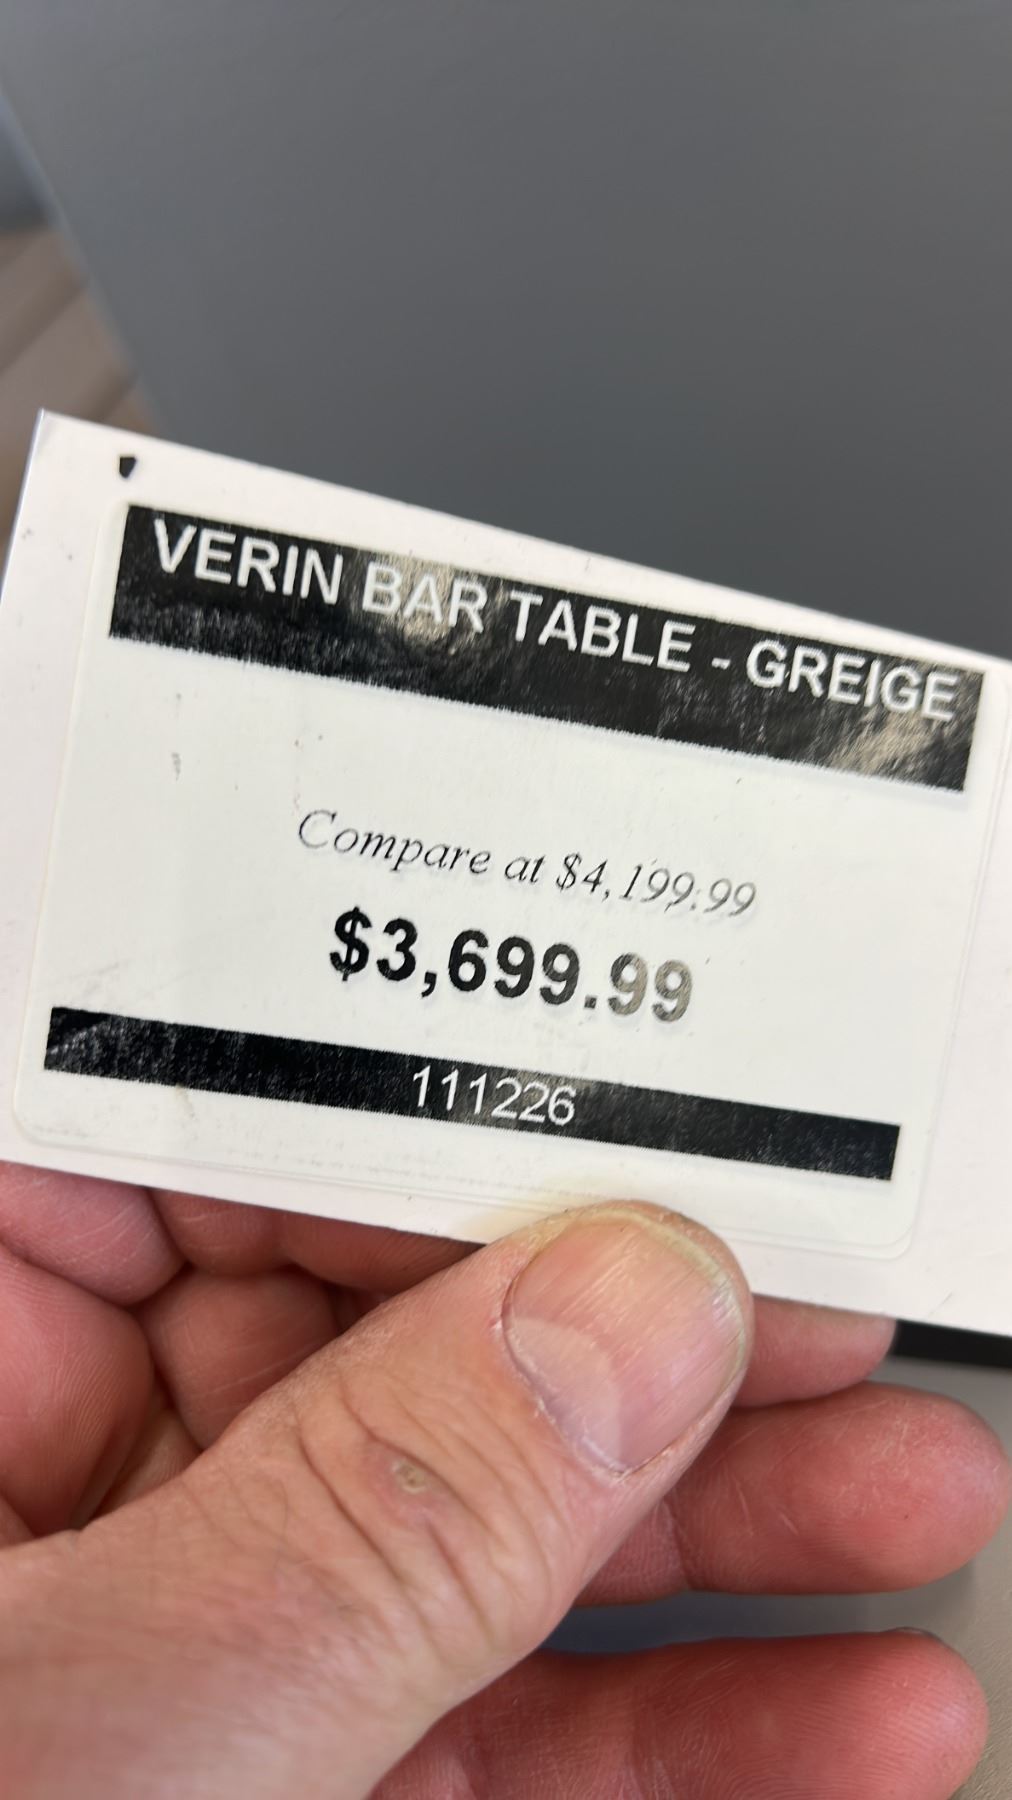 VERIN BAR TABLE - GREIGE
Compare at $4,199.99
$3,699.99
111226